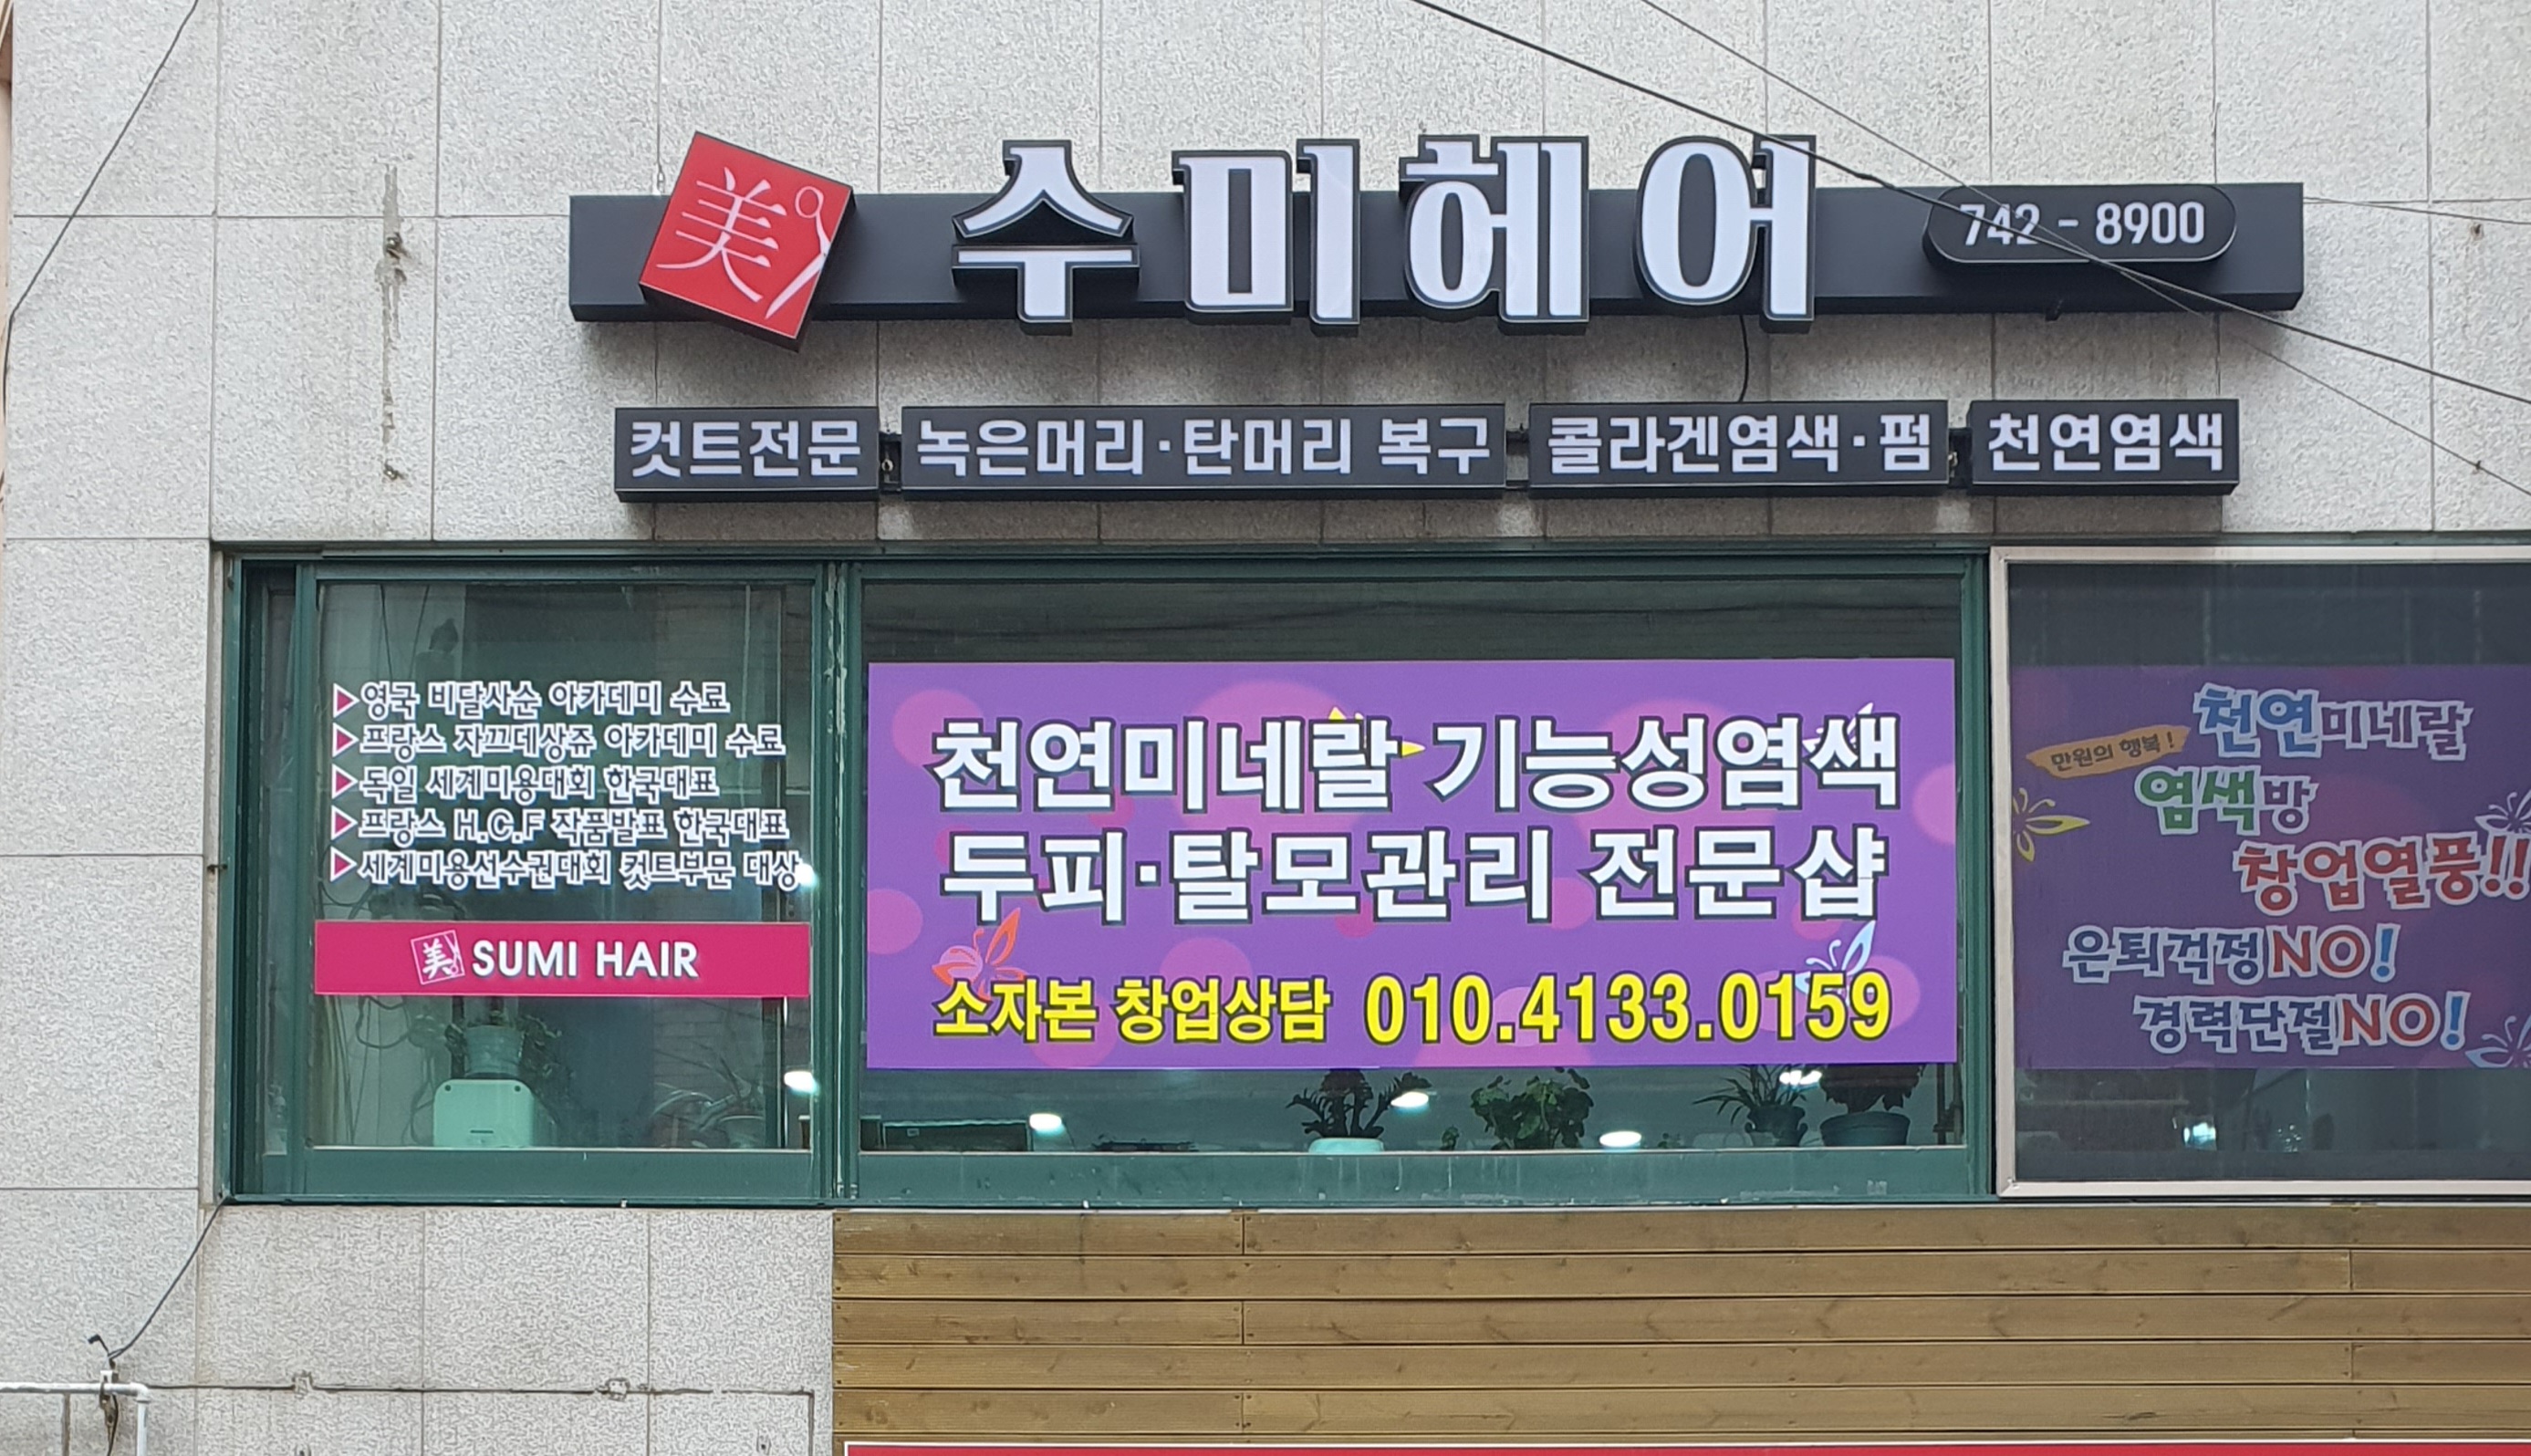 美 수미헤어 742-8900
컷트전문 녹은머리·탄머리 복구 콜라겐염색·펌 천연염색
▶영국 비달사순 아카데미 수료
▶프랑스 자끄데상쥬 아카데미 수료
▶독일 세계미용대회 한국대표
▶프랑스 H.C.F 작품발표 한국대표
▶세계미용선수권대회 컷트부문 대상
美 SUMI HAIR
천연미네랄 기능성염색
두피·탈모관리 전문샵
소자본 창업상담 010.4133.0159
만원의 행복! 천연미네랄
염색방
창업열풍!!
은퇴걱정NO!
경력단절NO!